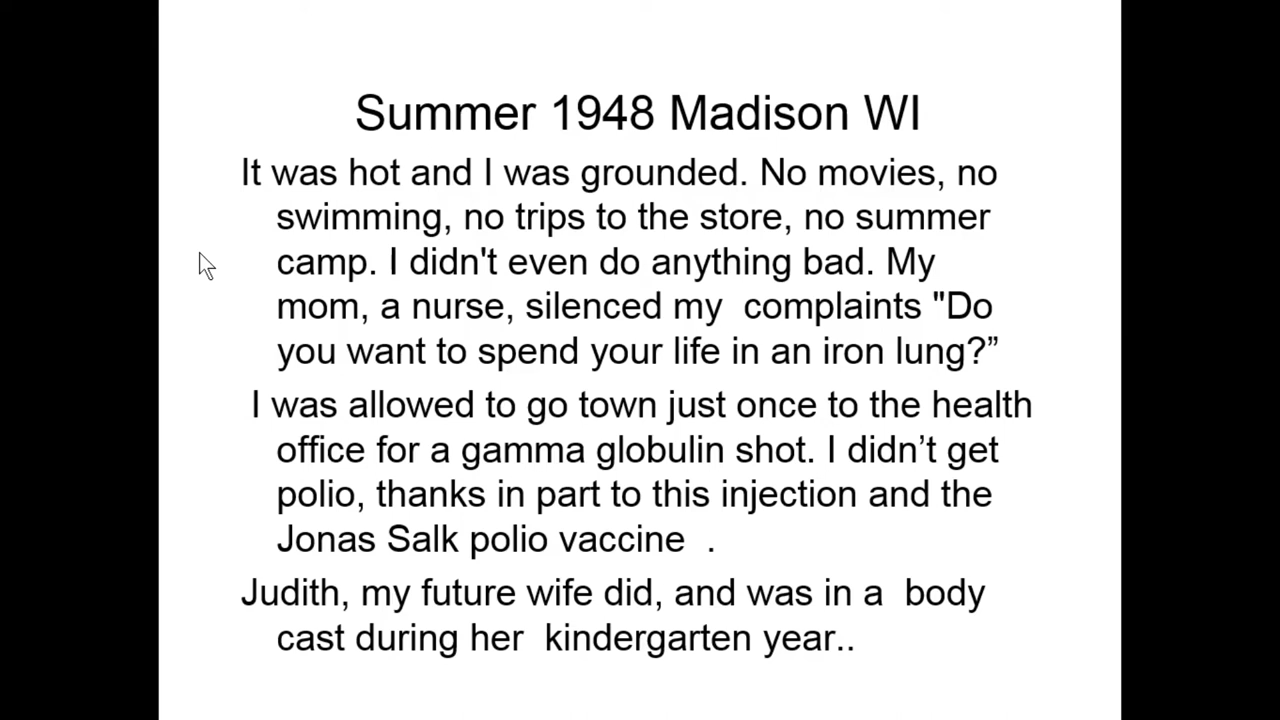 Summer 1948 Madison WI
It was hot and I was grounded. No movies, no
swimming, no trips to the store, no summer
camp. I didn't even do anything bad. My
mom, a nurse, silenced my  complaints "Do
you want to spend your life in an iron lung?”
I was allowed to go town just once to the health
office for a gamma globulin shot. I didn’t get
polio, thanks in part to this injection and the
Jonas Salk polio vaccine  .
Judith, my future wife did, and was in a  body
cast during her  kindergarten year..